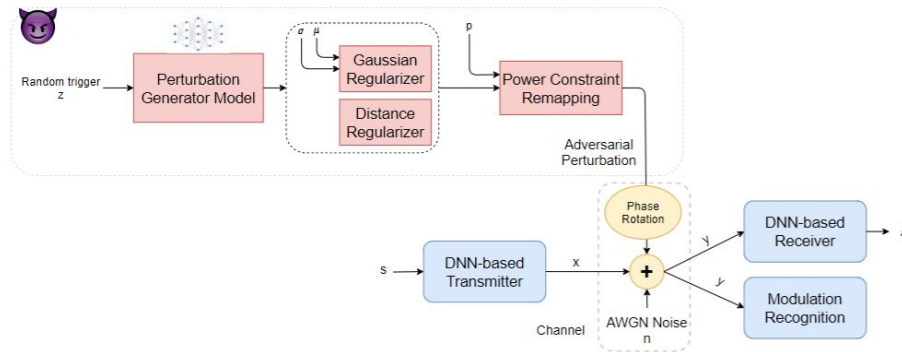 σ μ
p
Random trigger
z
Perturbation
Generator Model
Gaussian
Regularizer
Distance
Regularizer
Power Constraint
Remapping
Adversarial
Perturbation
Phase
Rotation
s
DNN-based
Transmitter
x
+
y
y
DNN-based
Receiver
Modulation
Recognition
Channel
AWGN Noise
n